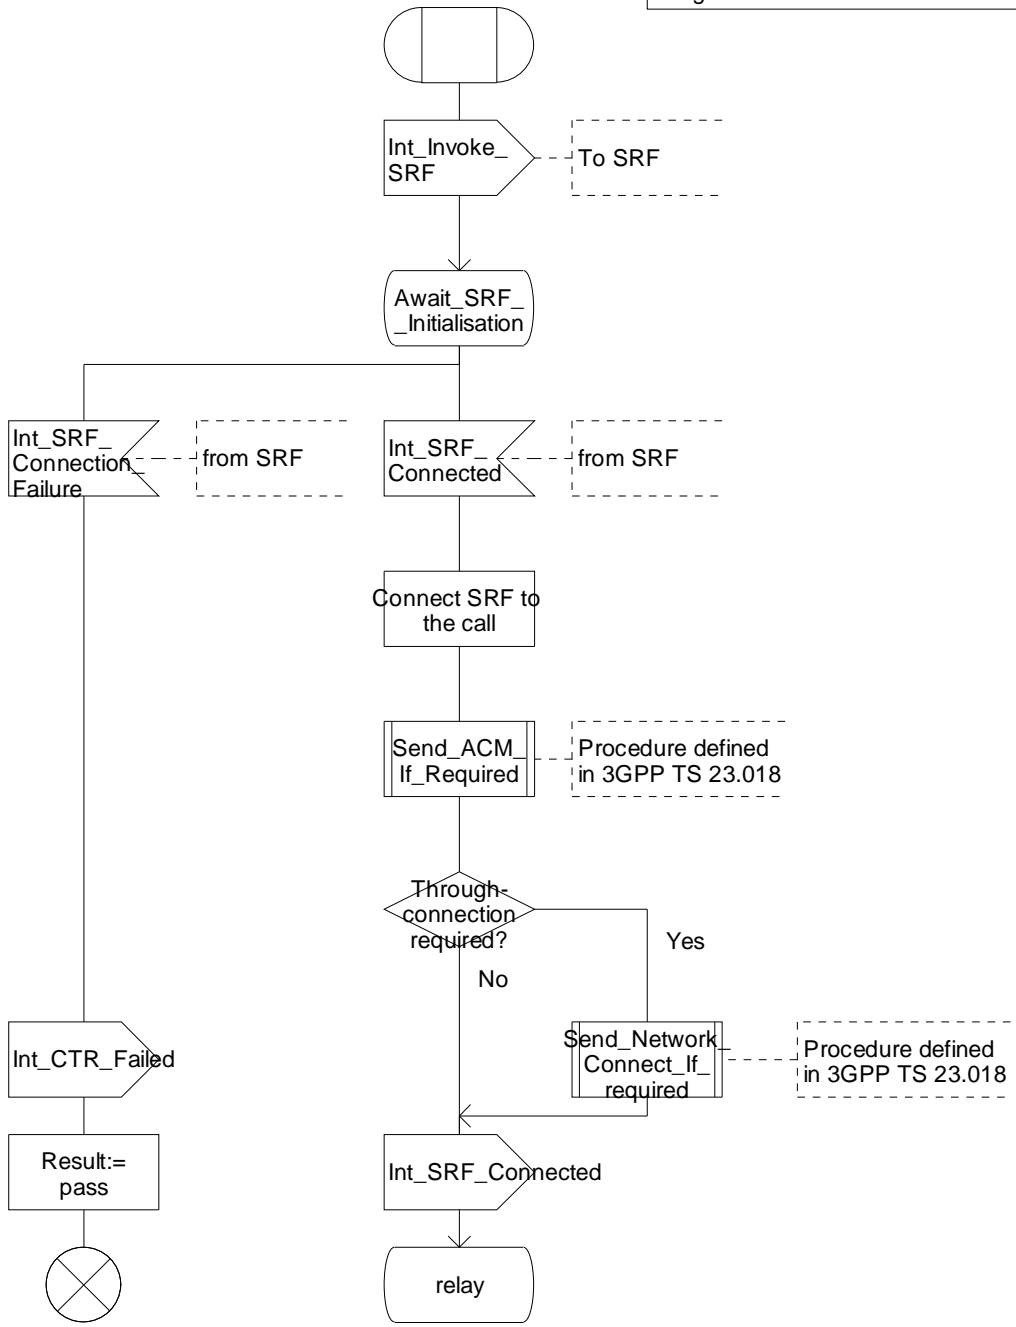 Int_Invoke_
SRF
To SRF
Await_SRF_
_Initialisation
Int_SRF_
Connection_
Failure
from SRF
Int_SRF_
Connected
from SRF
Connect SRF to
the call
Send_ACM_
If_Required
Procedure defined
in 3GPP TS 23.018
Through-
connection
required?
Yes
No
Int_CTR_Failed
Send_Network_
Connect_If_
required
Procedure defined
in 3GPP TS 23.018
Result:=
pass
Int_SRF_Connected
relay